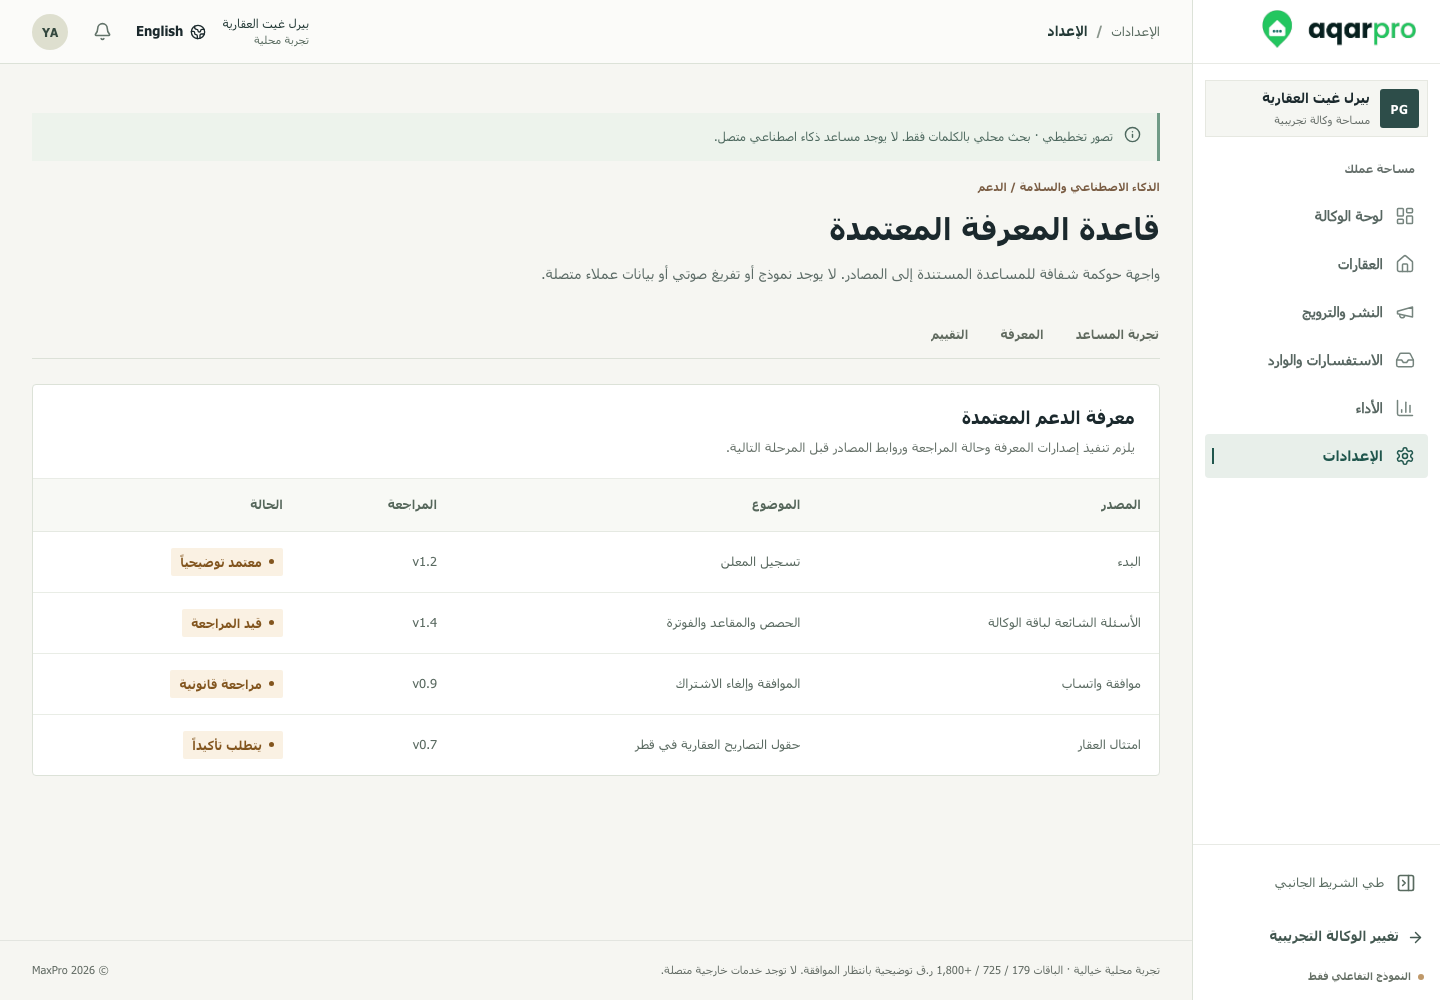 aqarpro
الإعدادات / الإعداد
بيرل غيت العقارية
تجربة محلية
English
YA
PG
بيرل غيت العقارية
مساحة وكالة تجريبية
مساحة عملك
لوحة الوكالة
العقارات
النشر والترويج
الاستفسارات والوارد
الأداء
الإعدادات
طي الشريط الجانبي
تغيير الوكالة التجريبية
النموذج التفاعلي فقط
تصور تخطيطي · بحث محلي بالكلمات فقط. لا يوجد مساعد ذكاء اصطناعي متصل.
الذكاء الاصطناعي والسلامة / الدعم
قاعدة المعرفة المعتمدة
واجهة حوكمة شفافة للمساعدة المستندة إلى المصادر. لا يوجد نموذج أو تفريغ صوتي أو بيانات عملاء متصلة.
تجربة المساعد المعرفة التقييم
معرفة الدعم المعتمدة
يلزم تنفيذ إصدارات المعرفة وحالة المراجعة وروابط المصادر قبل المرحلة التالية.
المصدر الموضوع المراجعة الحالة
البدء تسجيل المعلن v1.2 معتمد توضيحياً
الأسئلة الشائعة لباقة الوكالة الحصص والمقاعد والفوترة v1.4 قيد المراجعة
موافقة واتساب الموافقة وإلغاء الاشتراك v0.9 مراجعة قانونية
امتثال العقار حقول التصاريح العقارية في قطر v0.7 يتطلب تأكيداً
تجربة محلية خيالية · الباقات 179 / 725 / +1,800 ر.ق توضيحية بانتظار الموافقة. لا توجد خدمات خارجية متصلة.
© MaxPro 2026